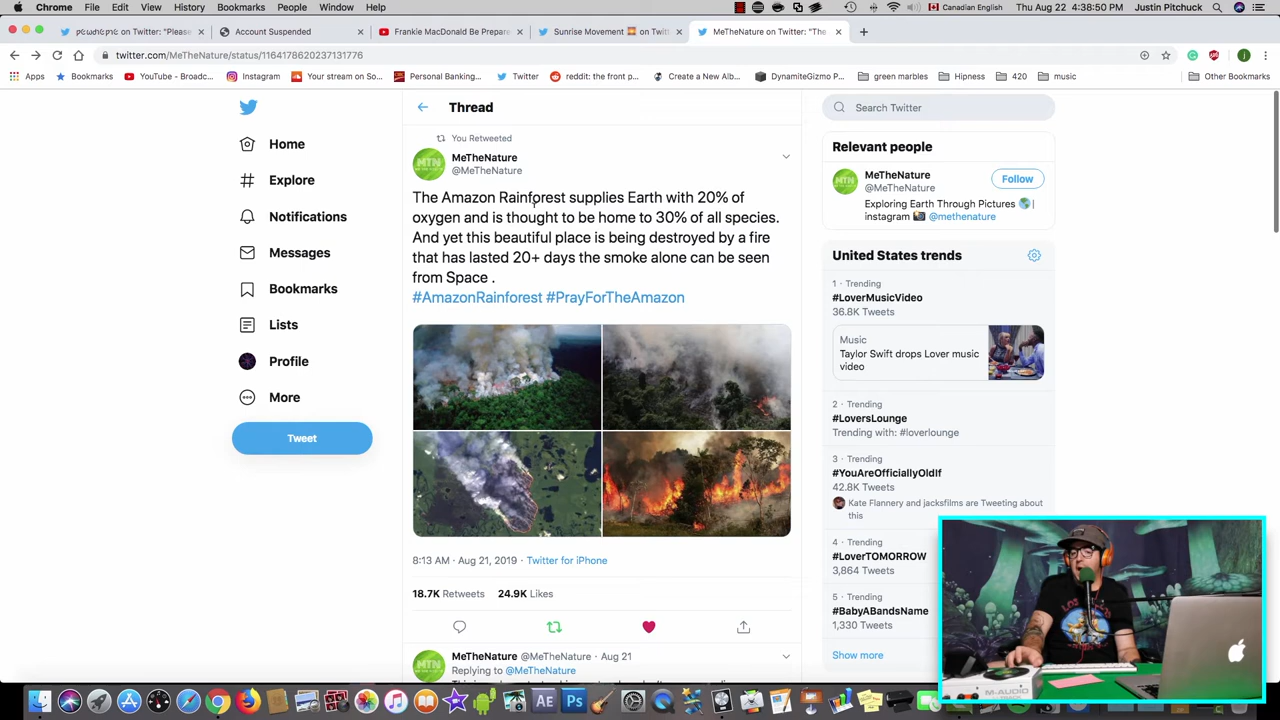 Chrome File Edit View History Bookmarks People Window Help
Canadian English Thu Aug 22 4:38:50 PM Justin Pitchuck
on Twitter: "Please
Account Suspended
Frankie MacDonald Be Prepare
Sunrise Movement on Twitt
MeTheNature on Twitter: "The
twitter.com/MeTheNature/status/1164178620237131776
Apps Bookmarks YouTube - Broadc... Instagram Your stream on So... Personal Banking... Twitter reddit: the front p... Create a New Alb... DynamiteGizmo P... green marbles Hipness 420 music Other Bookmarks
Home
Explore
Notifications
Messages
Bookmarks
Lists
Profile
More
Tweet
Thread
You Retweeted
MeTheNature
@MeTheNature
The Amazon Rainforest supplies Earth with 20% of
oxygen and is thought to be home to 30% of all species.
And yet this beautiful place is being destroyed by a fire
that has lasted 20+ days the smoke alone can be seen
from Space .
#AmazonRainforest #PrayForTheAmazon
8:13 AM · Aug 21, 2019 · Twitter for iPhone
18.7K Retweets 24.9K Likes
MeTheNature @MeTheNature · Aug 21
Replying to @MeTheNature
Search Twitter
Relevant people
MeTheNature
@MeTheNature
Follow
Exploring Earth Through Pictures 🌎 |
instagram 📸 @methenature
United States trends
1 · Trending
#LoverMusicVideo
36.8K Tweets
Music
Taylor Swift drops Lover music
video
2 · Trending
#LoversLounge
Trending with: #loverlounge
3 · Trending
#YouAreOfficiallyOldIf
42.8K Tweets
Kate Flannery and jacksfilms are Tweeting about
this
4 · Trending
#LoverTOMORROW
3,864 Tweets
5 · Trending
#BabyABandsName
1,330 Tweets
Show more
M-AUDIO